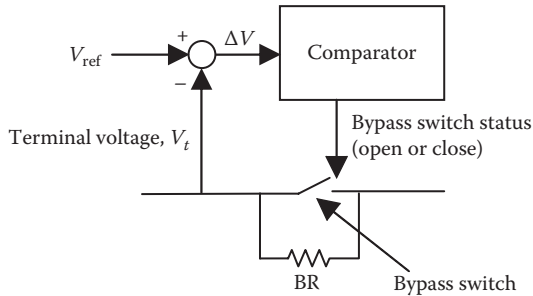 +
ΔV
Comparator
V_ref
−
Bypass switch status
(open or close)
Terminal voltage, V_t
BR
Bypass switch